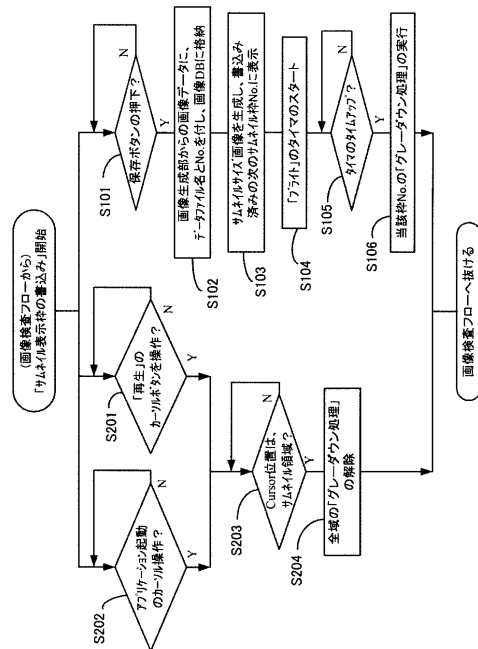 (画像検査フローから)
「サムネイル表示枠の書込み」開始
S101
保存ボタンの押下？
N
Y
S102
画像生成部からの画像データに、
データファイル名とNo.を付し、画像DBに格納
S103
サムネイルサイズ画像を生成し、書込み
済みの次のサムネイル枠No.に表示
S104
「ブライト」のタイマのスタート
S105
タイマのタイムアップ？
N
Y
S106
当該枠No.の「グレーダウン処理」の実行
S201
「再生」の
カーソルボタンを操作？
N
Y
S202
アプリケーション起動
のカーソル操作？
N
Y
S203
Cursor位置は、
サムネイル領域？
N
Y
S204
全域の「グレーダウン処理」
の解除
画像検査フローへ抜ける